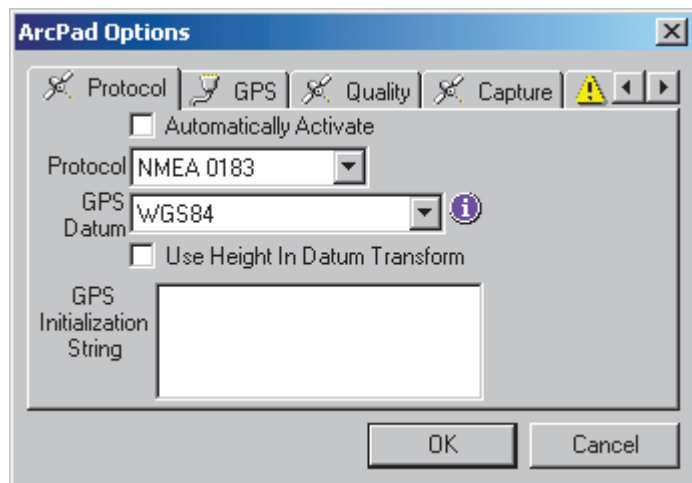 ArcPad Options
Protocol GPS Quality Capture
Automatically Activate
Protocol NMEA 0183
GPS Datum WGS84
Use Height In Datum Transform
GPS
Initialization
String
OK Cancel